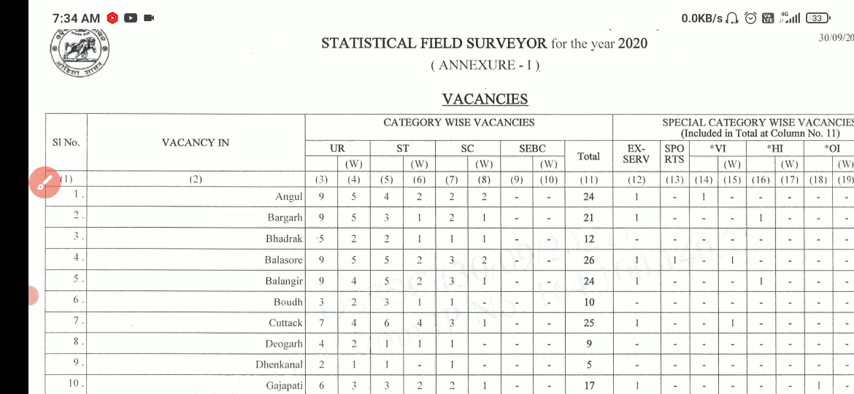 7:34 AM 0.0KB/s 4G 33
30/09/20
STATISTICAL FIELD SURVEYOR for the year 2020
( ANNEXURE - I )
VACANCIES
Sl No. VACANCY IN CATEGORY WISE VACANCIES SPECIAL CATEGORY WISE VACANCIES
(Included in Total at Column No. 11)
UR ST SC SEBC Total EX-SERV SPORTS *VI *HI *OI
(W) (W) (W) (W) (W) (W) (W)
(1) (2) (3) (4) (5) (6) (7) (8) (9) (10) (11) (12) (13) (14) (15) (16) (17) (18) (19)
1. Angul 9 5 4 2 2 2 - - 24 1 - 1 - - - - -
2. Bargarh 9 5 3 1 2 1 - - 21 1 - - - 1 - - -
3. Bhadrak 5 2 2 1 1 1 - - 12 - - - - - - - -
4. Balasore 9 5 5 2 3 2 - - 26 1 1 - 1 - - - -
5. Balangir 9 4 5 2 3 1 - - 24 1 - - - 1 - - -
6. Boudh 3 2 3 1 1 - - - 10 - - - - - - - -
7. Cuttack 7 4 6 4 3 1 - - 25 1 - - 1 - - - -
8. Deogarh 4 2 1 1 1 - - - 9 - - - - - - - -
9. Dhenkanal 2 1 1 - 1 - - - 5 - - - - - - - -
10. Gajapati 6 3 3 2 2 1 - - 17 1 - - - - - 1 -